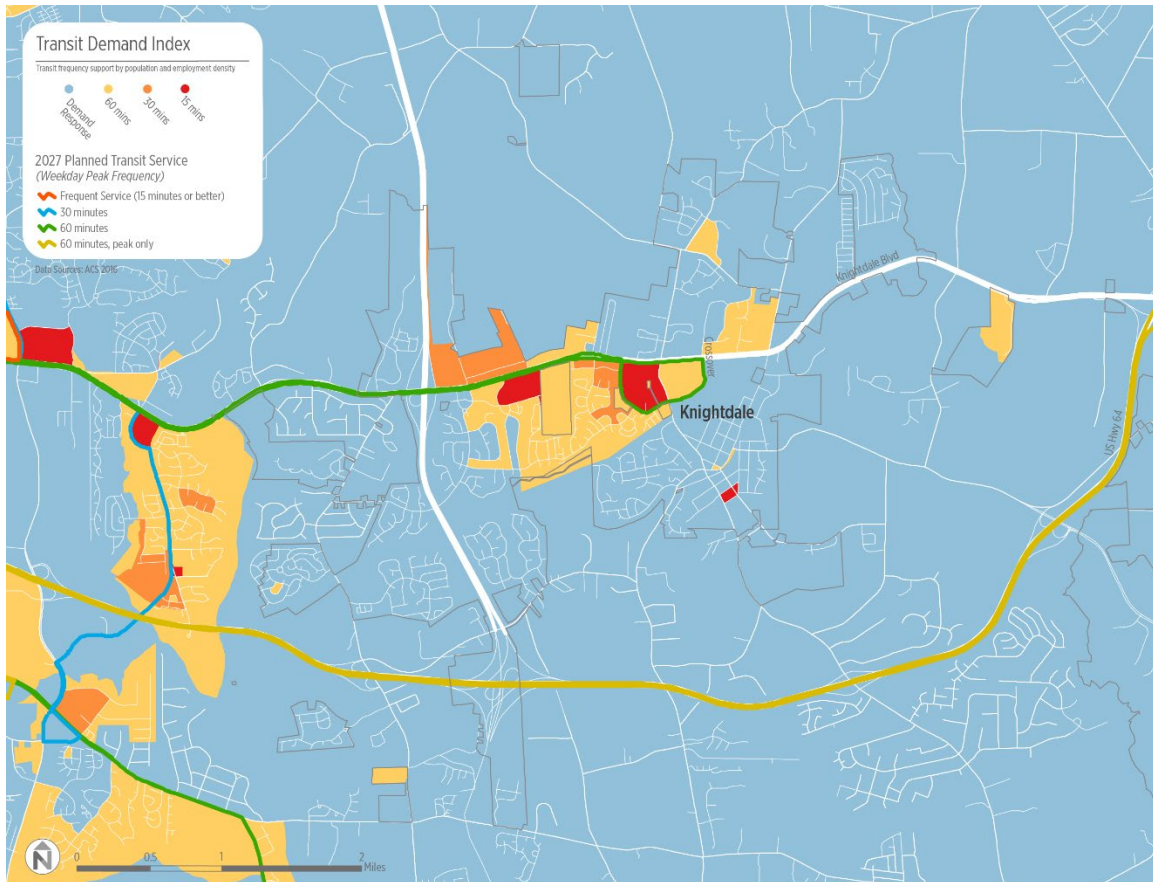 Transit Demand Index
Transit frequency support by population and employment density
Demand
Response
60 mins
30 mins
15 mins
2027 Planned Transit Service
(Weekday Peak Frequency)
Frequent Service (15 minutes or better)
30 minutes
60 minutes
60 minutes, peak only
Data Sources: ACS 2016
Knightdale Blvd
Crossover
Knightdale
US Hwy 64
N
0 0.5 1 2
Miles